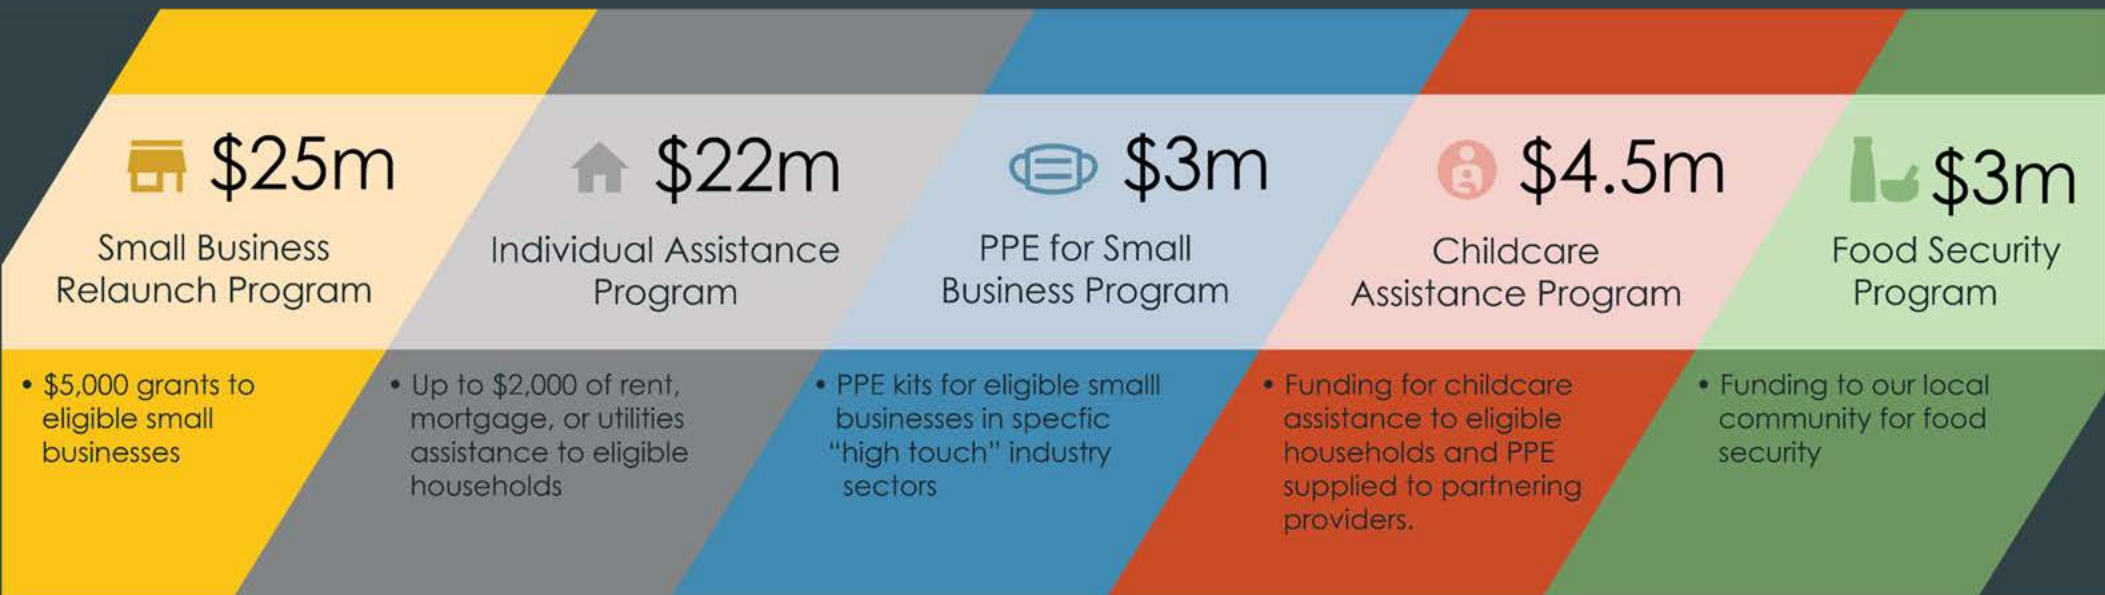 $25m
Small Business
Relaunch Program
• $5,000 grants to
eligible small
businesses
$22m
Individual Assistance
Program
• Up to $2,000 of rent,
mortgage, or utilities
assistance to eligible
households
$3m
PPE for Small
Business Program
• PPE kits for eligible smalll
businesses in specfic
“high touch” industry
sectors
$4.5m
Childcare
Assistance Program
• Funding for childcare
assistance to eligible
households and PPE
supplied to partnering
providers.
$3m
Food Security
Program
• Funding to our local
community for food
security